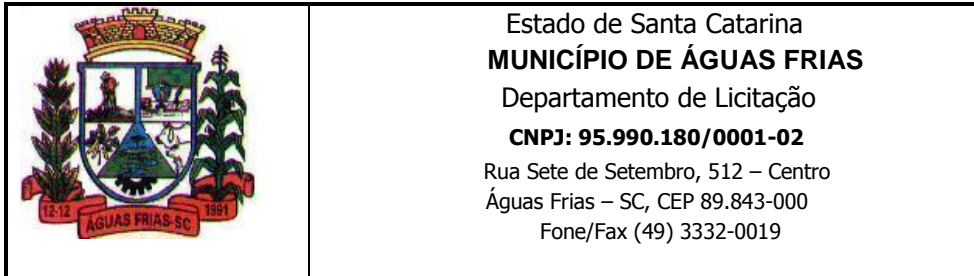 12-12
ÁGUAS FRIAS-SC
1991
Estado de Santa Catarina
MUNICÍPIO DE ÁGUAS FRIAS
Departamento de Licitação
CNPJ: 95.990.180/0001-02
Rua Sete de Setembro, 512 – Centro
Águas Frias – SC, CEP 89.843-000
Fone/Fax (49) 3332-0019